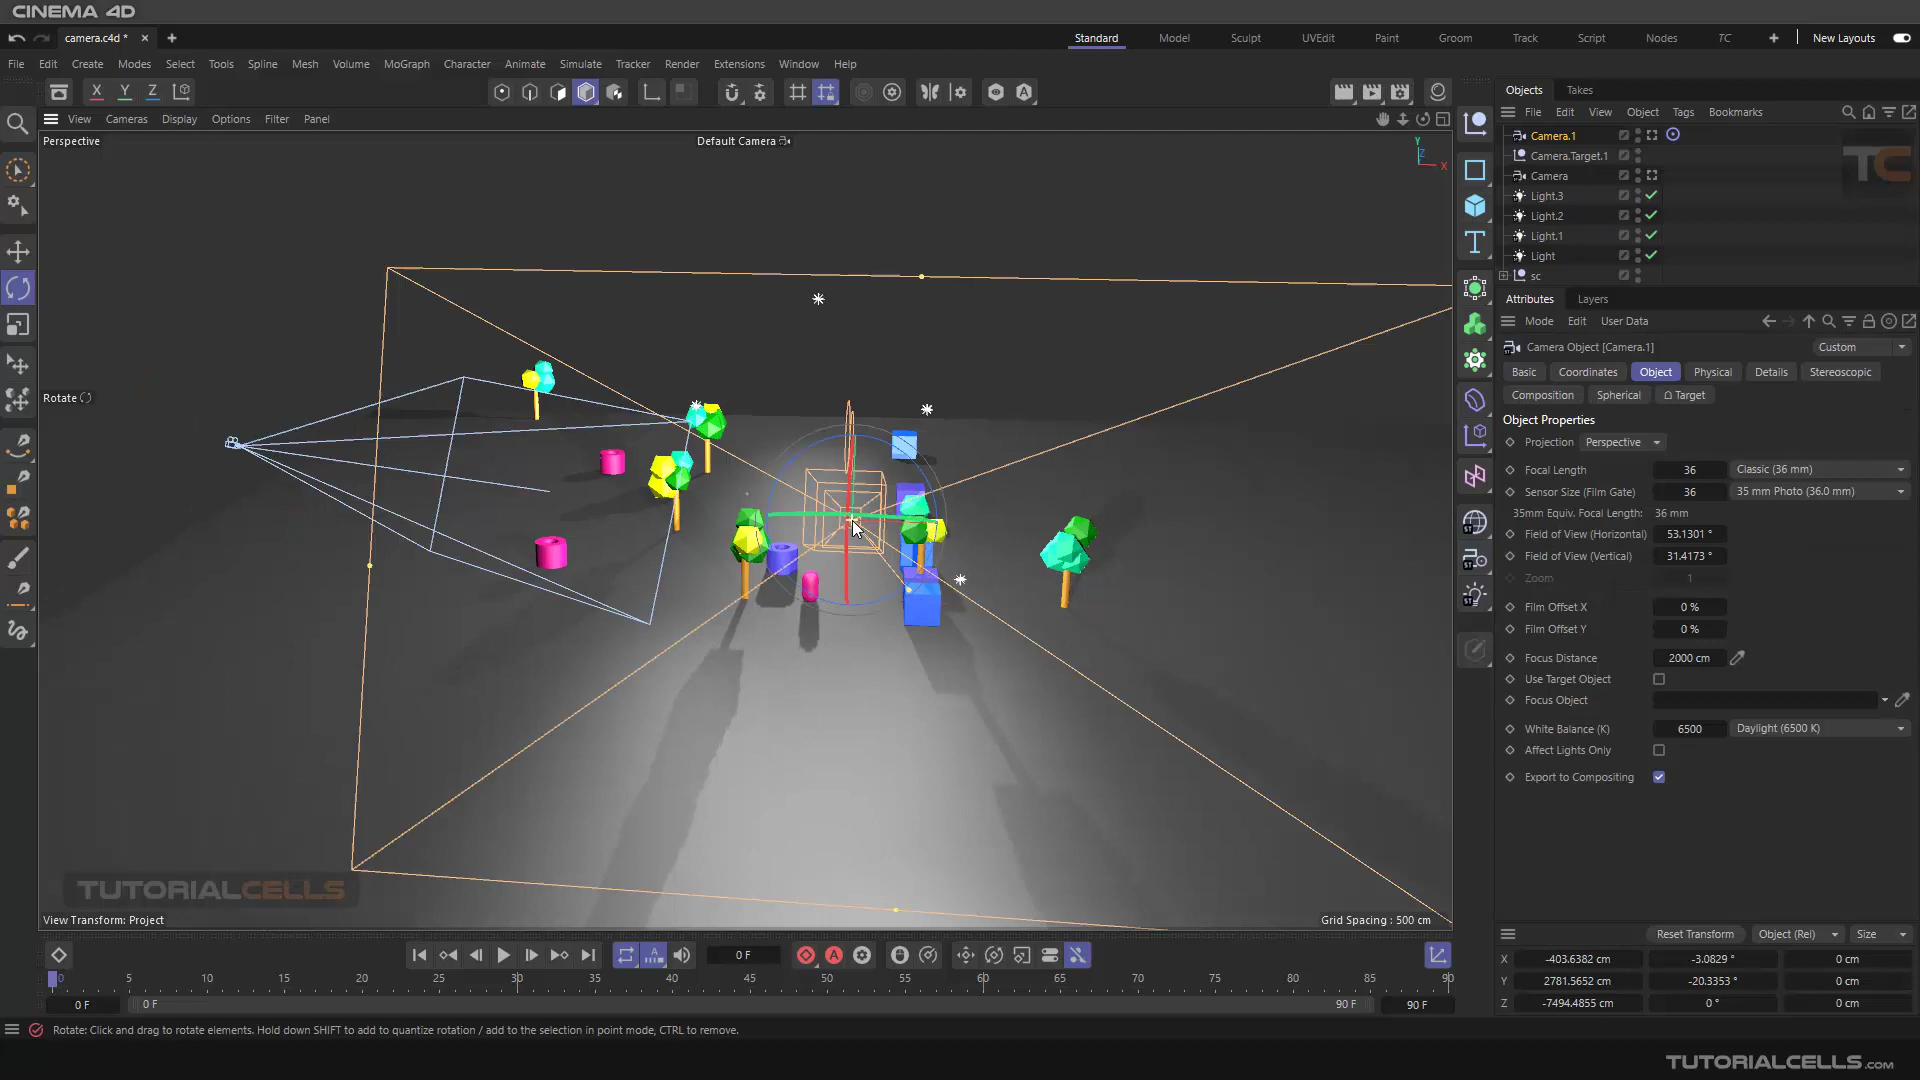 CINEMA 4D
camera.c4d *
Standard Model Sculpt UVEdit Paint Groom Track Script Nodes TC New Layouts
File Edit Create Modes Select Tools Spline Mesh Volume MoGraph Character Animate Simulate Tracker Render Extensions Window Help
X Y Z
View Cameras Display Options Filter Panel
Perspective
Default Camera
Y
Z
X
Rotate
TUTORIALCELLS
View Transform: Project
Grid Spacing : 500 cm
Objects Takes
File Edit View Object Tags Bookmarks
Camera.1
Camera.Target.1
Camera
Light.3
Light.2
Light.1
Light
sc
TC
Attributes Layers
Mode Edit User Data
Camera Object [Camera.1] Custom
Basic Coordinates Object Physical Details Stereoscopic
Composition Spherical Target
Object Properties
Projection Perspective
Focal Length 36 Classic (36 mm)
Sensor Size (Film Gate) 36 35 mm Photo (36.0 mm)
35mm Equiv. Focal Length: 36 mm
Field of View (Horizontal) 53.1301 °
Field of View (Vertical) 31.4173 °
Zoom 1
Film Offset X 0 %
Film Offset Y 0 %
Focus Distance 2000 cm
Use Target Object
Focus Object
White Balance (K) 6500 Daylight (6500 K)
Affect Lights Only
Export to Compositing
0 F
0 5 10 15 20 25 30 35 40 45 50 55 60 65 70 75 80 85 90
0 F 0 F 90 F 90 F
Reset Transform Object (Rel) Size
X -403.6382 cm -3.0829 ° 0 cm
Y 2781.5652 cm -20.3353 ° 0 cm
Z -7494.4855 cm 0 ° 0 cm
Rotate: Click and drag to rotate elements. Hold down SHIFT to add to quantize rotation / add to the selection in point mode, CTRL to remove.
TUTORIALCELLS.COM